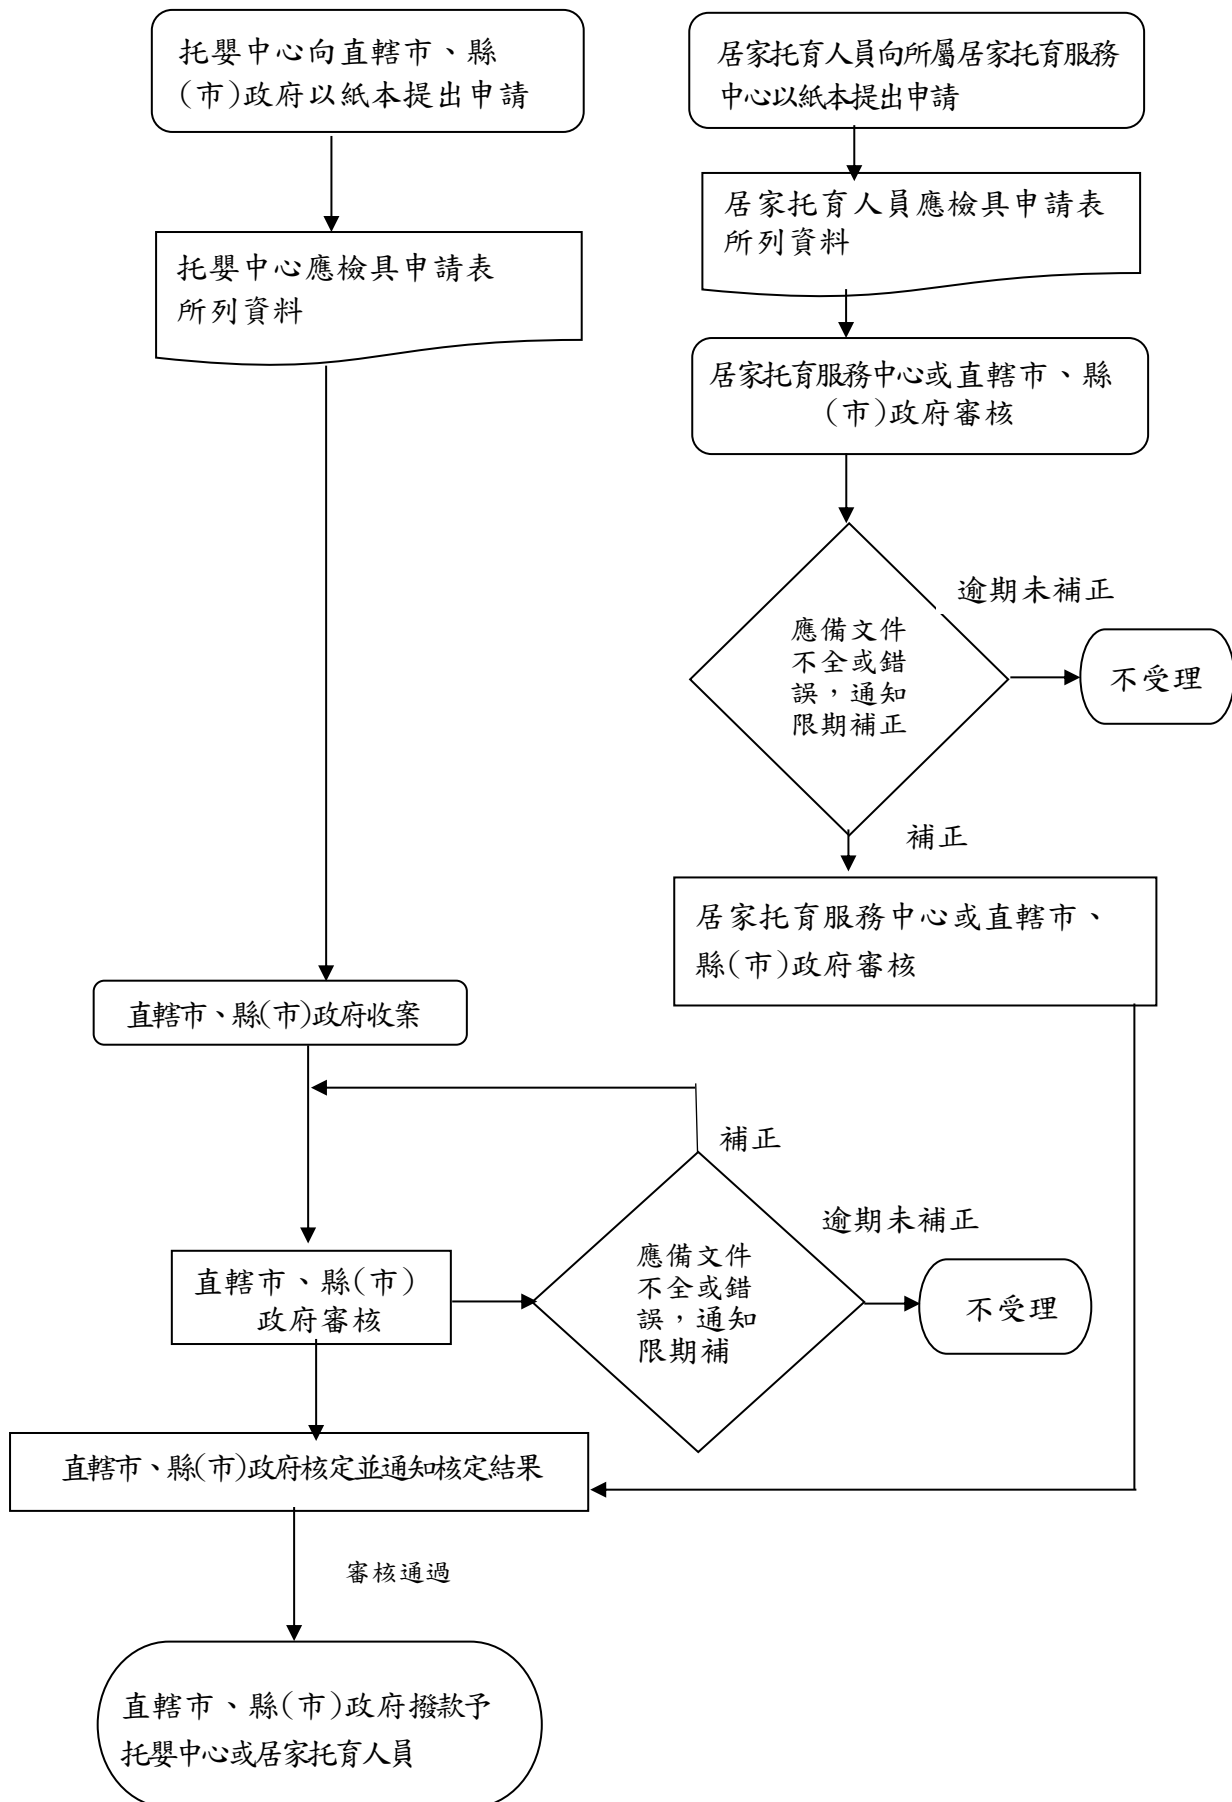 托嬰中心向直轄市、縣
(市)政府以紙本提出申請
居家托育人員向所屬居家托育服務
中心以紙本提出申請
居家托育人員應檢具申請表
所列資料
托嬰中心應檢具申請表
所列資料
居家托育服務中心或直轄市、縣
(市)政府審核
逾期未補正
應備文件
不全或錯
誤，通知
限期補正
不受理
補正
居家托育服務中心或直轄市、
縣(市)政府審核
直轄市、縣(市)政府收案
補正
逾期未補正
直轄市、縣(市)
政府審核
應備文件
不全或錯
誤，通知
限期補
不受理
直轄市、縣(市)政府核定並通知核定結果
審核通過
直轄市、縣(市)政府撥款予
托嬰中心或居家托育人員